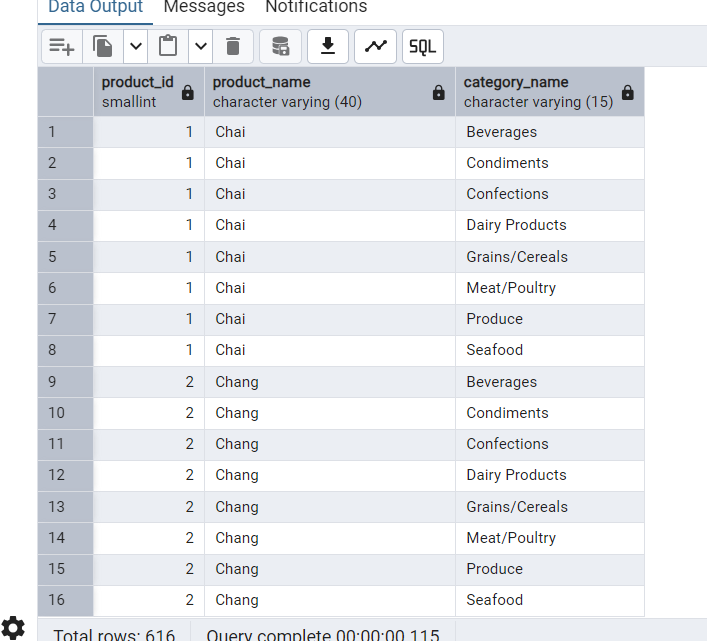 Data Output Messages Notifications
SQL
product_id product_name category_name
smallint character varying (40) character varying (15)
1 1 Chai Beverages
2 1 Chai Condiments
3 1 Chai Confections
4 1 Chai Dairy Products
5 1 Chai Grains/Cereals
6 1 Chai Meat/Poultry
7 1 Chai Produce
8 1 Chai Seafood
9 2 Chang Beverages
10 2 Chang Condiments
11 2 Chang Confections
12 2 Chang Dairy Products
13 2 Chang Grains/Cereals
14 2 Chang Meat/Poultry
15 2 Chang Produce
16 2 Chang Seafood
Total rows: 616 Query complete 00:00:00.115